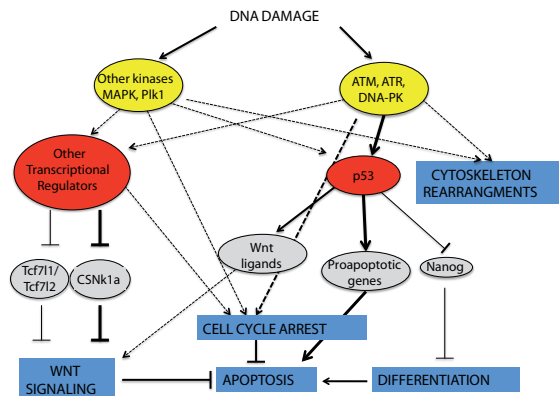 DNA DAMAGE
Other kinases
MAPK, Plk1
ATM, ATR,
DNA-PK
Other
Transcriptional
Regulators
p53
CYTOSKELETON
REARRANGMENTS
Tcf7l1/
Tcf7l2
CSNk1a
Wnt
ligands
Proapoptotic
genes
Nanog
CELL CYCLE ARREST
WNT
SIGNALING
APOPTOSIS
DIFFERENTIATION